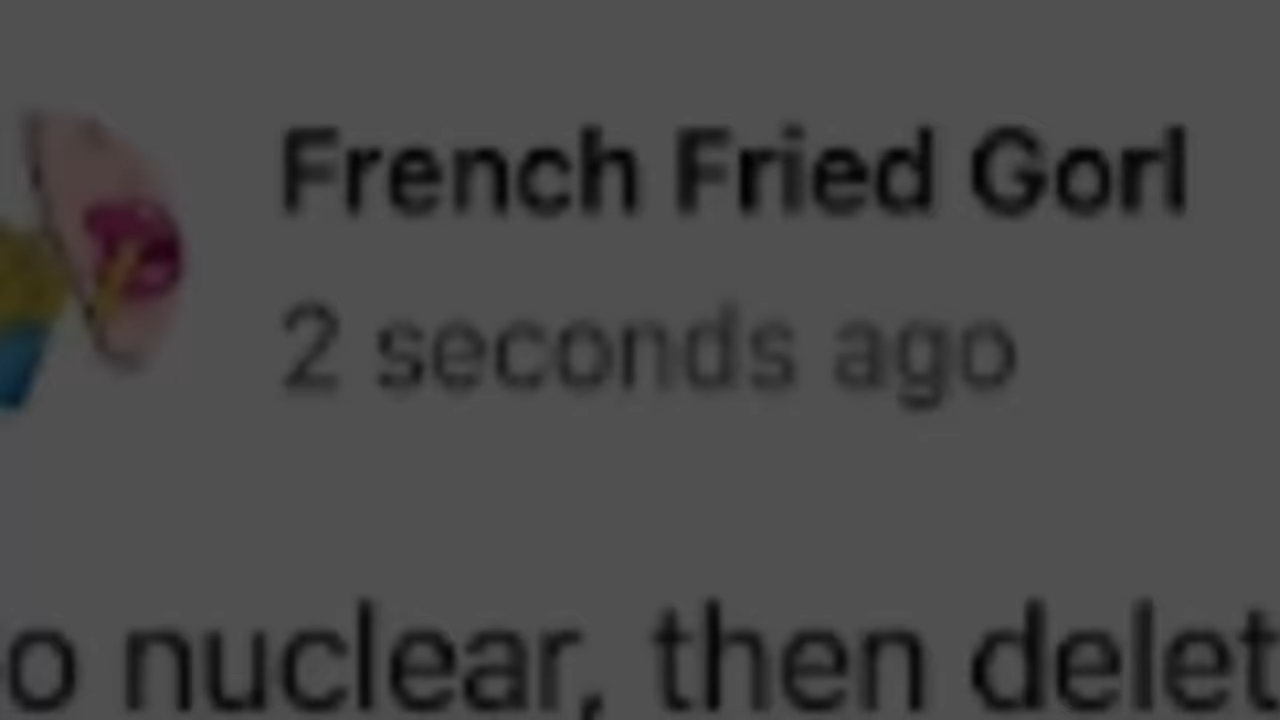 French Fried Gorl
2 seconds ago
nuclear, then